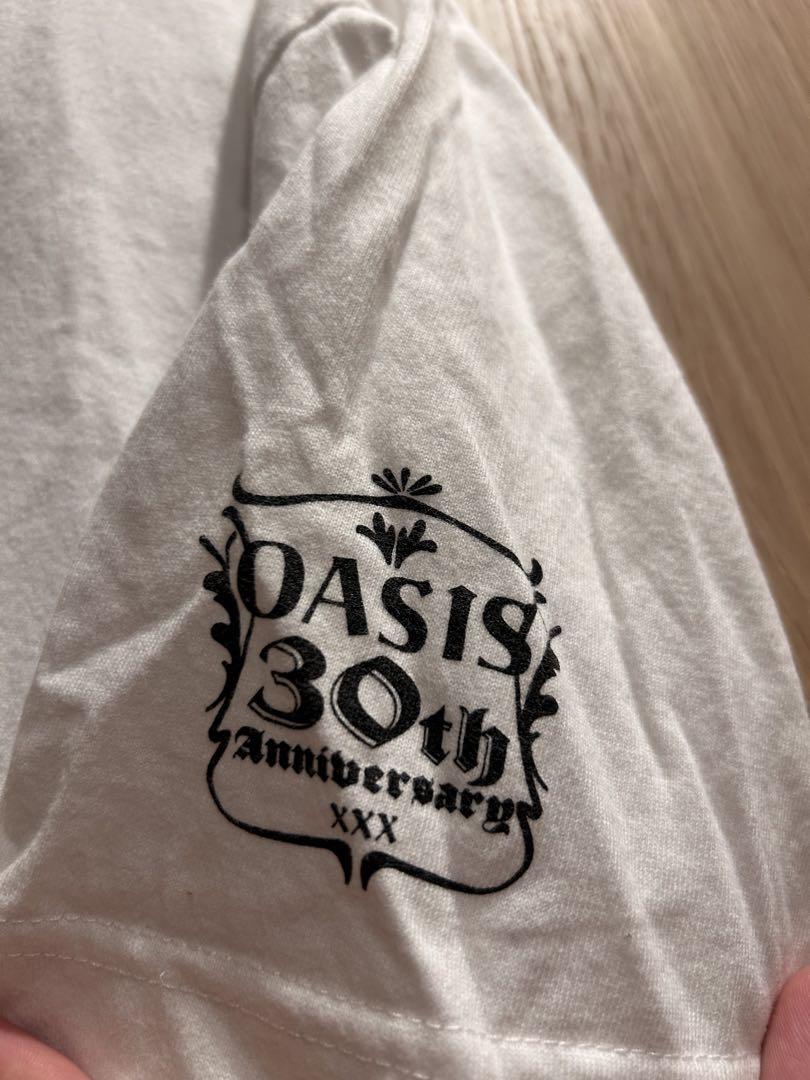 OASIS
30th
Anniversary
XXX